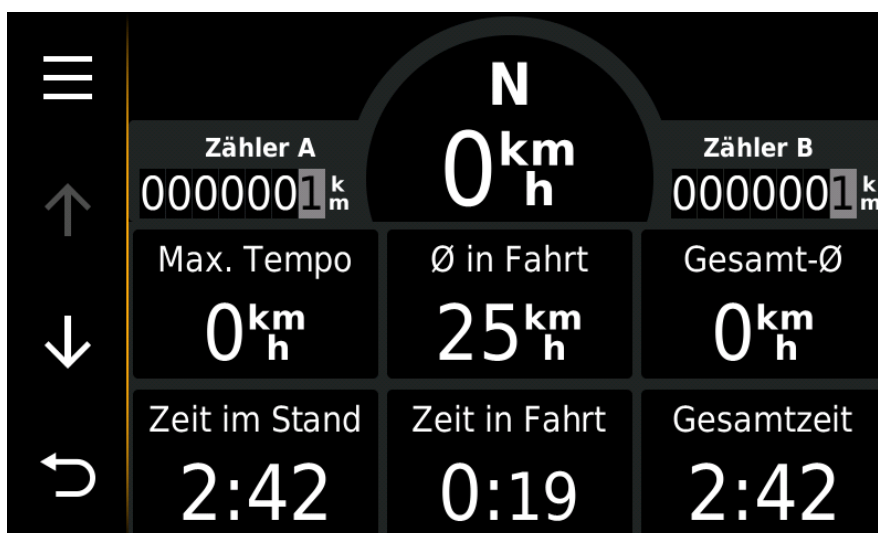 N
0 km h
Zähler A
Zähler B
0000001 km
0000001 km
Max. Tempo
Ø in Fahrt
Gesamt-Ø
0 km h
25 km h
0 km h
Zeit im Stand
Zeit in Fahrt
Gesamtzeit
2:42
0:19
2:42